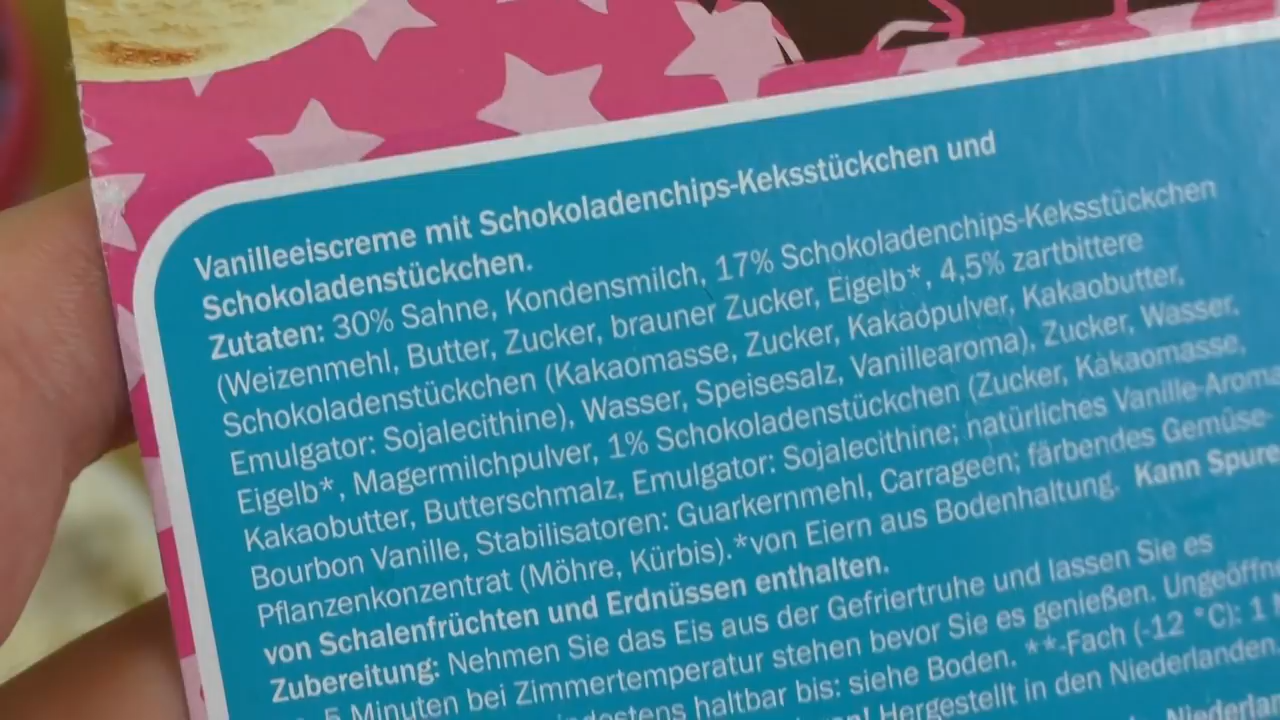 Vanilleeiscreme mit Schokoladenchips-Keksstückchen und
Schokoladenstückchen.
Zutaten: 30% Sahne, Kondensmilch, 17% Schokoladenchips-Keksstückchen
(Weizenmehl, Butter, Zucker, brauner Zucker, Eigelb*, 4,5% zartbittere
Schokoladenstückchen (Kakaomasse, Zucker, Kakaopulver, Kakaobutter,
Emulgator: Sojalecithine), Wasser, Speisesalz, Vanillearoma), Zucker, Wasser,
Eigelb*, Magermilchpulver, 1% Schokoladenstückchen (Zucker, Kakaomasse,
Kakaobutter, Butterschmalz, Emulgator: Sojalecithine; natürliches Vanille-Aroma
Bourbon Vanille, Stabilisatoren: Guarkernmehl, Carrageen; färbendes Gemüse-
Pflanzenkonzentrat (Möhre, Kürbis).*von Eiern aus Bodenhaltung. Kann Spure
von Schalenfrüchten und Erdnüssen enthalten.
Zubereitung: Nehmen Sie das Eis aus der Gefriertruhe und lassen Sie es
5 Minuten bei Zimmertemperatur stehen bevor Sie es genießen. Ungeöffne
haltbar bis: siehe Boden. **-Fach (-12 °C): 1
Hergestellt in den Niederlanden.